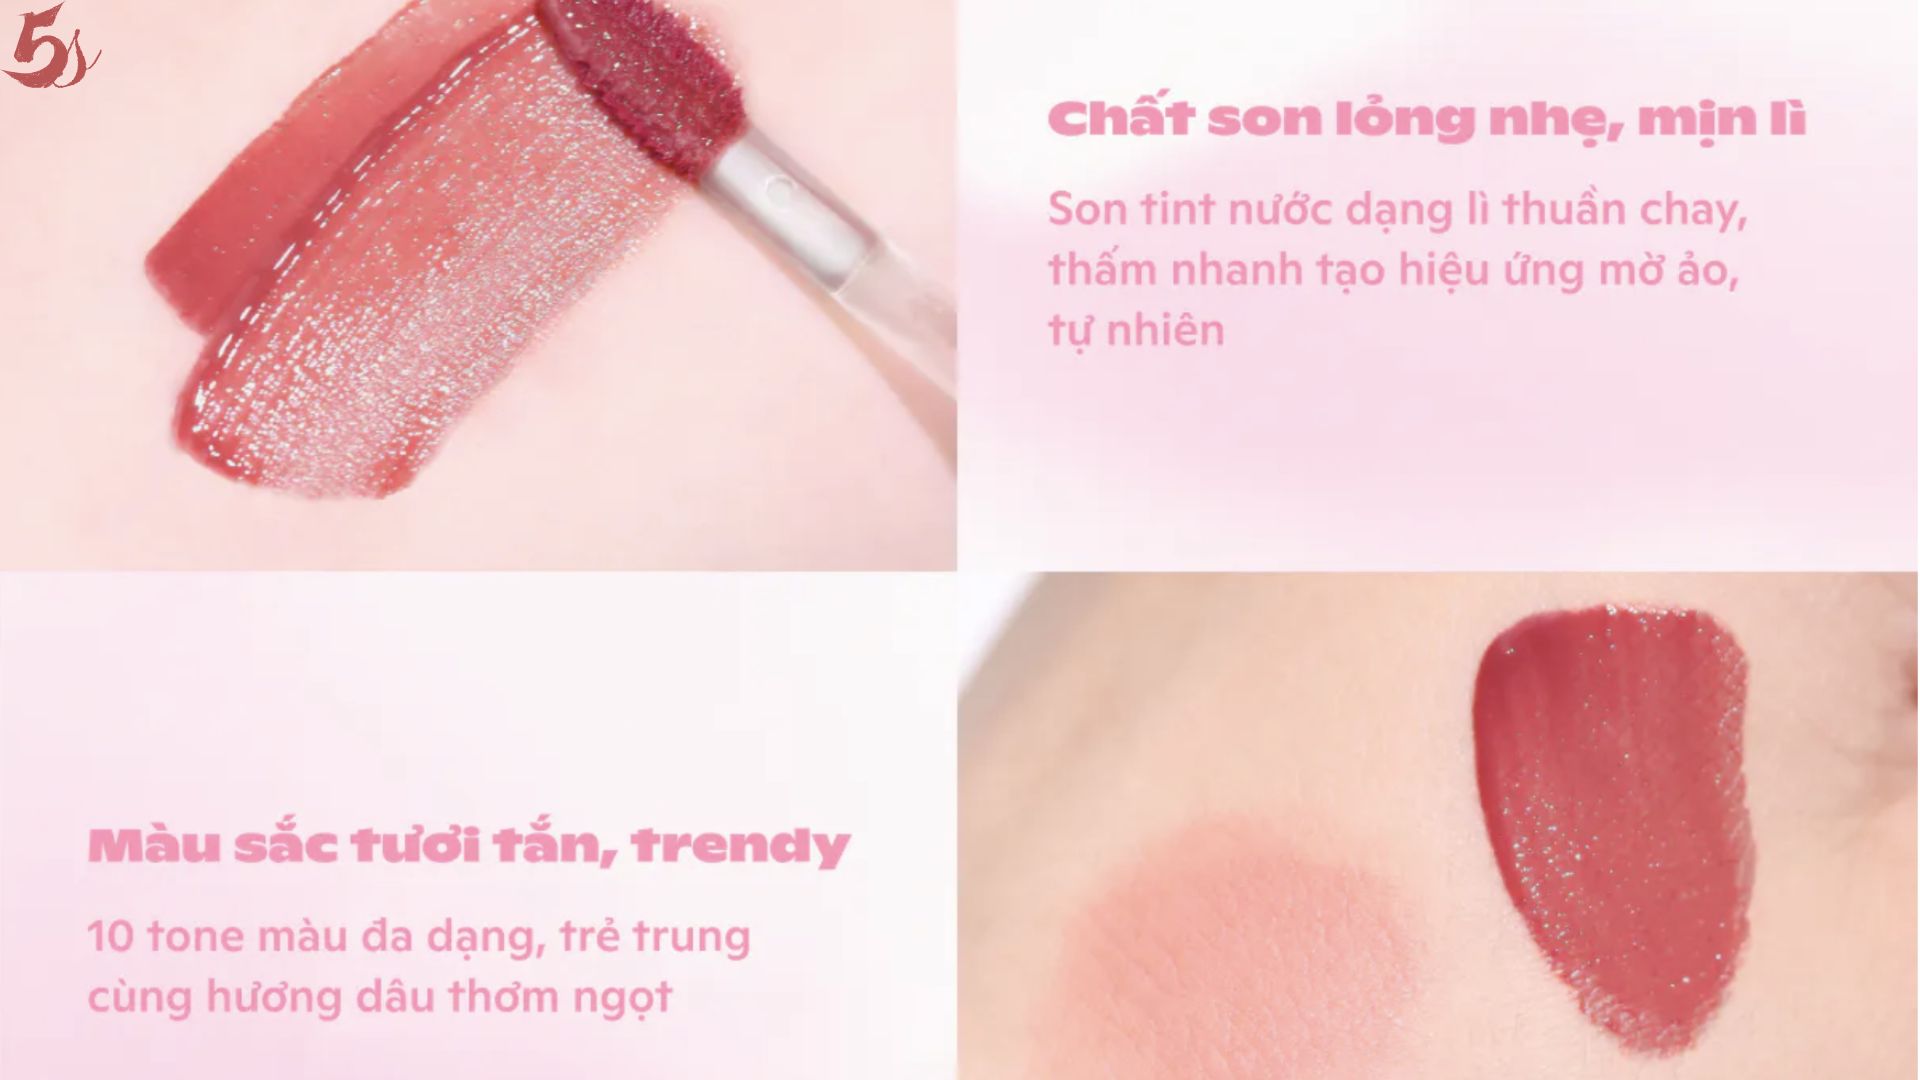 5s
Chất son lỏng nhẹ, mịn lì
Son tint nước dạng lì thuần chay,
thấm nhanh tạo hiệu ứng mờ ảo,
tự nhiên
Màu sắc tươi tắn, trendy
10 tone màu đa dạng, trẻ trung
cùng hương dâu thơm ngọt